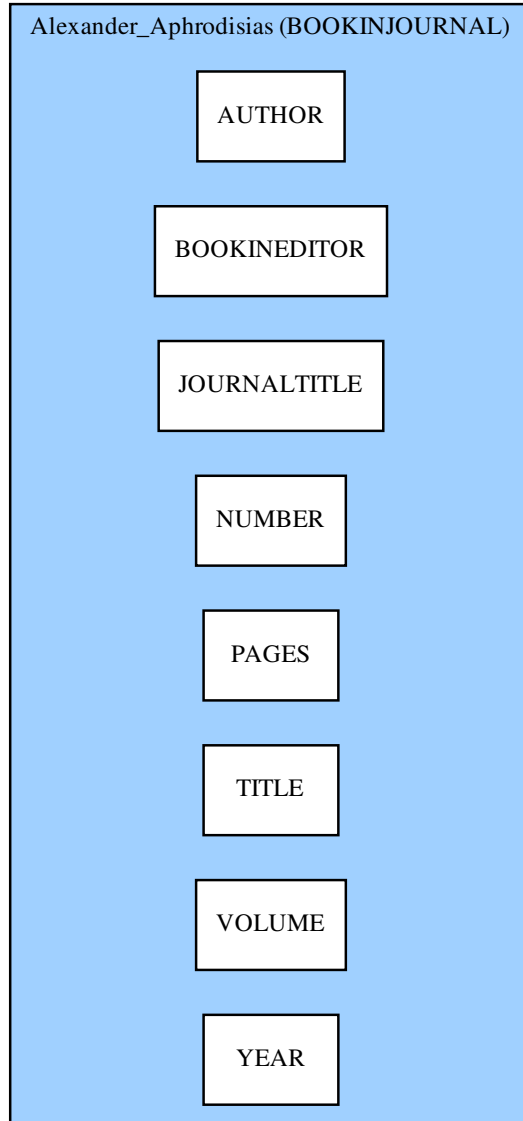 Alexander_Aphrodisias (BOOKINJOURNAL)
AUTHOR
BOOKINEDITOR
JOURNALTITLE
NUMBER
PAGES
TITLE
VOLUME
YEAR